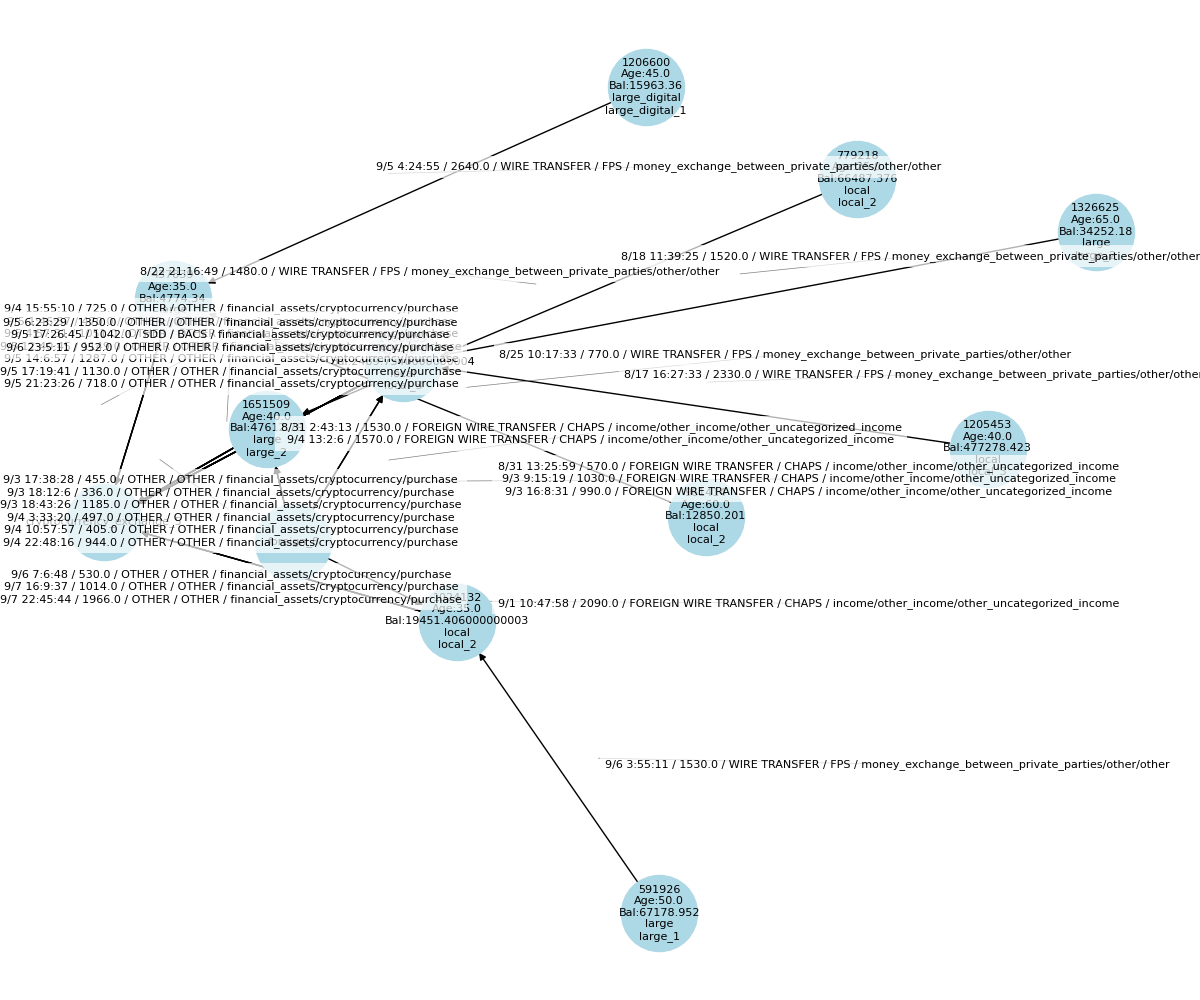 1206600
Age:45.0
Bal:15963.36
large_digital
large_digital_1
9/5 4:24:55 / 2640.0 / WIRE TRANSFER / FPS / money_exchange_between_private_parties/other/other
779218
Bal:66487.376
local
local_2
1326625
Age:65.0
Bal:34252.18
large
8/18 11:39:25 / 1520.0 / WIRE TRANSFER / FPS / money_exchange_between_private_parties/other/other
8/22 21:16:49 / 1480.0 / WIRE TRANSFER / FPS / money_exchange_between_private_parties/other/other
Age:35.0
Bal:4774.34
9/4 15:55:10 / 725.0 / OTHER / OTHER / financial_assets/cryptocurrency/purchase
9/5 6:23:29 / 1350.0 / OTHER / OTHER / financial_assets/cryptocurrency/purchase
9/5 17:26:45 / 1042.0 / SDD / BACS / financial_assets/cryptocurrency/purchase
9/6 23:5:11 / 952.0 / OTHER / OTHER / financial_assets/cryptocurrency/purchase
9/5 14:6:57 / 1287.0 / OTHER / OTHER / financial_assets/cryptocurrency/purchase
9/5 17:19:41 / 1130.0 / OTHER / OTHER / financial_assets/cryptocurrency/purchase
9/5 21:23:26 / 718.0 / OTHER / OTHER / financial_assets/cryptocurrency/purchase
8/25 10:17:33 / 770.0 / WIRE TRANSFER / FPS / money_exchange_between_private_parties/other/other
8/17 16:27:33 / 2330.0 / WIRE TRANSFER / FPS / money_exchange_between_private_parties/other/other
1651509
Age:40.0
large
large_2
8/31 2:43:13 / 1530.0 / FOREIGN WIRE TRANSFER / CHAPS / income/other_income/other_uncategorized_income
9/4 13:2:6 / 1570.0 / FOREIGN WIRE TRANSFER / CHAPS / income/other_income/other_uncategorized_income
1205453
Age:40.0
Bal:477278.423
local
8/31 13:25:59 / 570.0 / FOREIGN WIRE TRANSFER / CHAPS / income/other_income/other_uncategorized_income
9/3 9:15:19 / 1030.0 / FOREIGN WIRE TRANSFER / CHAPS / income/other_income/other_uncategorized_income
9/3 16:8:31 / 990.0 / FOREIGN WIRE TRANSFER / CHAPS / income/other_income/other_uncategorized_income
Age:60.0
Bal:12850.201
local
local_2
9/3 17:38:28 / 455.0 / OTHER / OTHER / financial_assets/cryptocurrency/purchase
9/3 18:12:6 / 336.0 / OTHER / OTHER / financial_assets/cryptocurrency/purchase
9/3 18:43:26 / 1185.0 / OTHER / OTHER / financial_assets/cryptocurrency/purchase
9/4 3:33:20 / 497.0 / OTHER / OTHER / financial_assets/cryptocurrency/purchase
9/4 10:57:57 / 405.0 / OTHER / OTHER / financial_assets/cryptocurrency/purchase
9/4 22:48:16 / 944.0 / OTHER / OTHER / financial_assets/cryptocurrency/purchase
9/6 7:6:48 / 530.0 / OTHER / OTHER / financial_assets/cryptocurrency/purchase
9/7 16:9:37 / 1014.0 / OTHER / OTHER / financial_assets/cryptocurrency/purchase
9/7 22:45:44 / 1966.0 / OTHER / OTHER / financial_assets/cryptocurrency/purchase
9/1 10:47:58 / 2090.0 / FOREIGN WIRE TRANSFER / CHAPS / income/other_income/other_uncategorized_income
Bal:19451.406000000003
local
local_2
9/6 3:55:11 / 1530.0 / WIRE TRANSFER / FPS / money_exchange_between_private_parties/other/other
591926
Age:50.0
Bal:67178.952
large
large_1